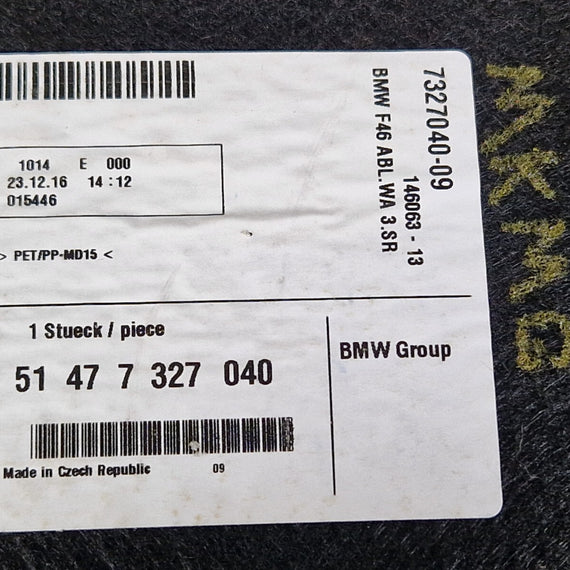 1014 E 000
23.12.16 14:12
015446
> PET/PP-MD15 <
7327040-09
146063 - 13
BMW F46 ABL.WA 3.SR
1 Stueck / piece
51 47 7 327 040
Made in Czech Republic 09
BMW Group
MKMG